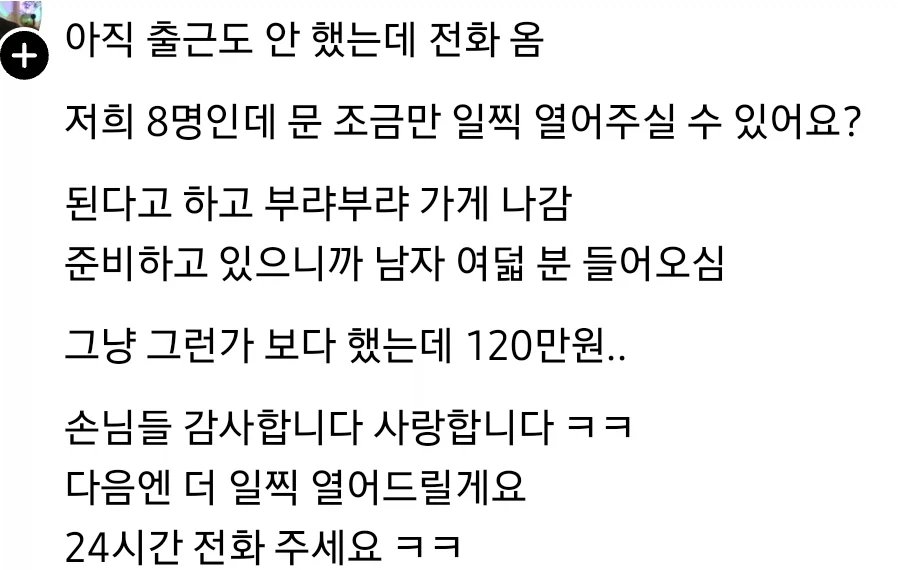 아직 출근도 안 했는데 전화 옴
저희 8명인데 문 조금만 일찍 열어주실 수 있어요?
된다고 하고 부랴부랴 가게 나감
준비하고 있으니까 남자 여덟 분 들어오심
그냥 그런가 보다 했는데 120만원..
손님들 감사합니다 사랑합니다 ㅋㅋ
다음엔 더 일찍 열어드릴게요
24시간 전화 주세요 ㅋㅋ